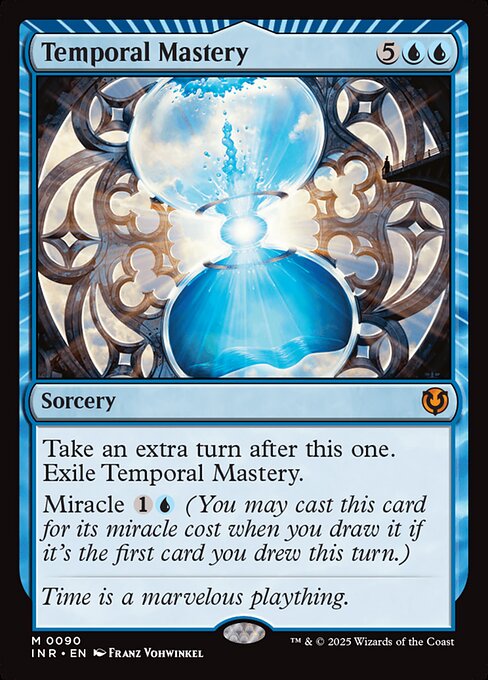 Temporal Mastery 5
Sorcery
Take an extra turn after this one.
Exile Temporal Mastery.
Miracle 1 (You may cast this card
for its miracle cost when you draw it if
it's the first card you drew this turn.)
Time is a marvelous plaything.
M 0090
INR • EN Franz Vohwinkel
™ & © 2025 Wizards of the Coast